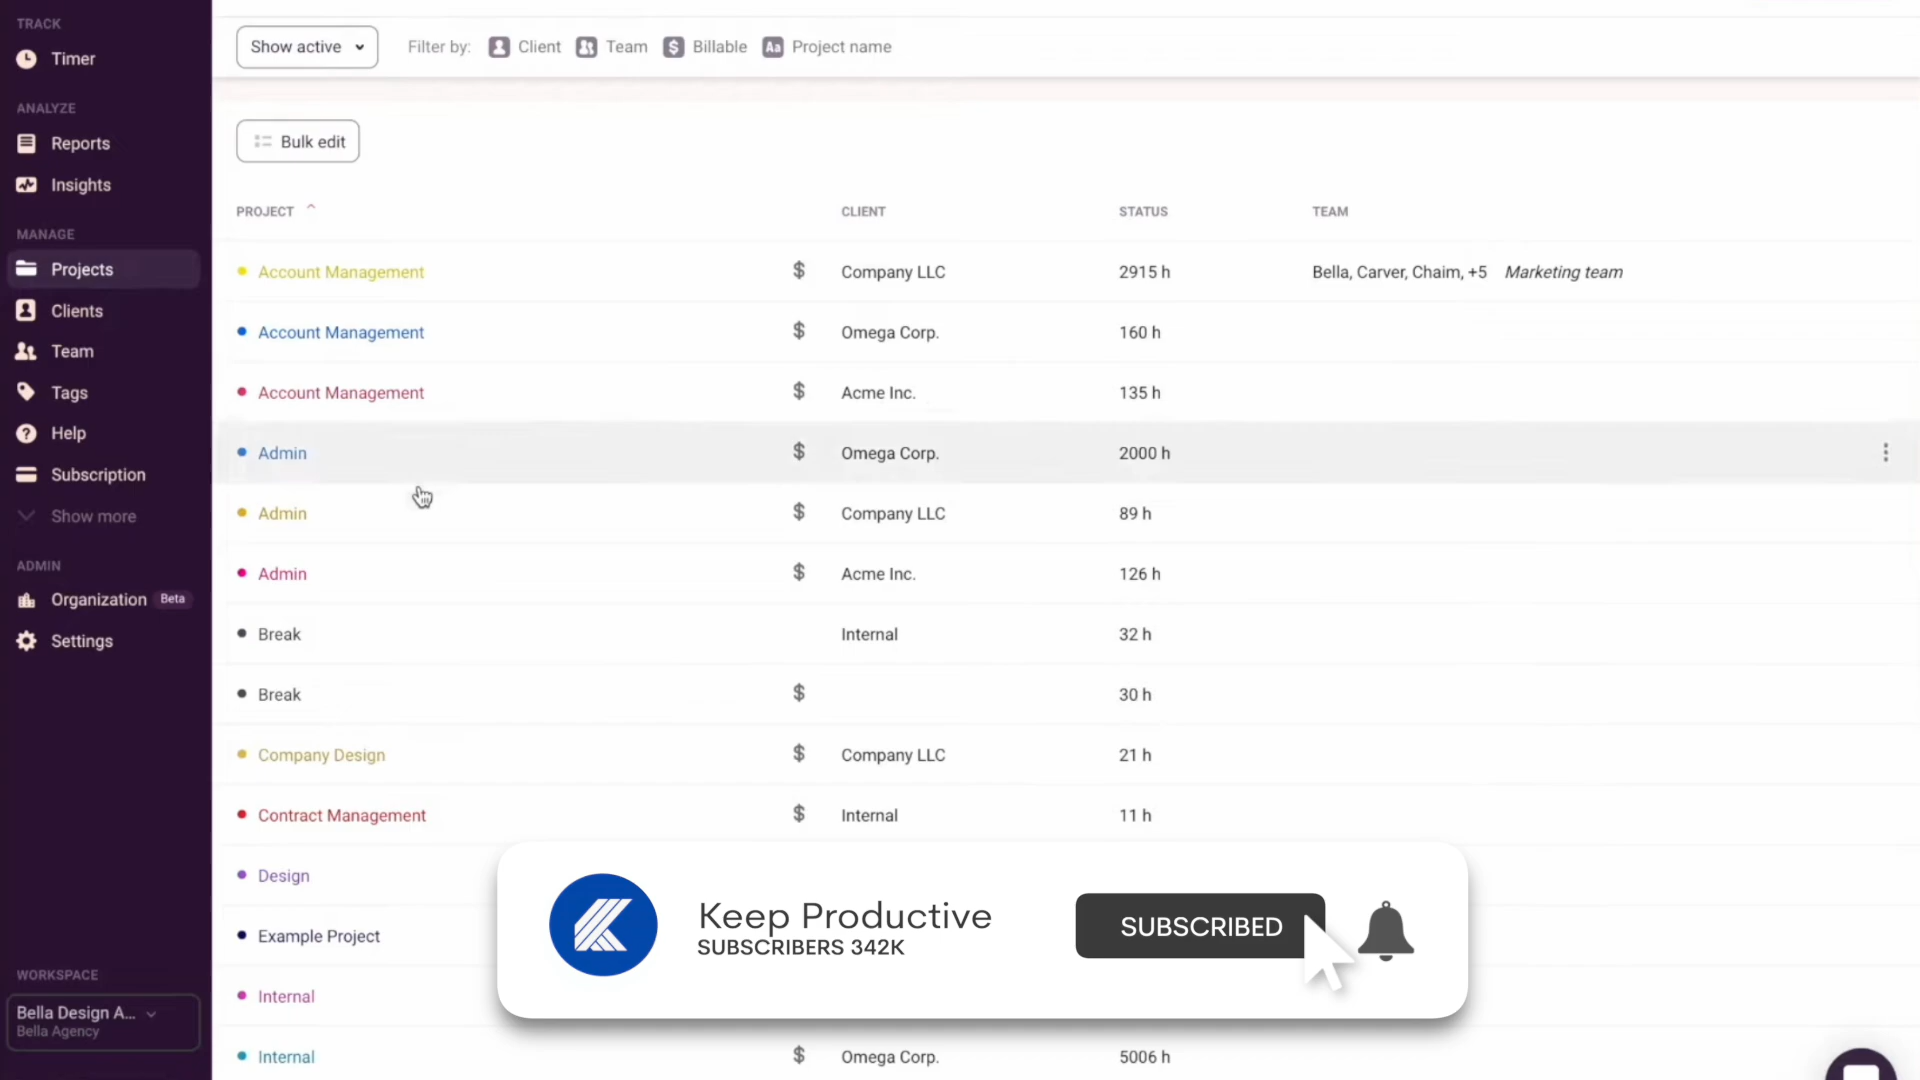 TRACK
Timer
ANALYZE
Reports
Insights
MANAGE
Projects
Clients
Team
Tags
Help
Subscription
Show more
ADMIN
Organization Beta
Settings
WORKSPACE
Bella Design A...
Bella Agency
Show active Filter by: Client Team $ Billable Aa Project name
Bulk edit
PROJECT CLIENT STATUS TEAM
Account Management $ Company LLC 2915 h Bella, Carver, Chaim, +5 Marketing team
Account Management $ Omega Corp. 160 h
Account Management $ Acme Inc. 135 h
Admin $ Omega Corp. 2000 h
Admin $ Company LLC 89 h
Admin $ Acme Inc. 126 h
Break Internal 32 h
Break $ 30 h
Company Design $ Company LLC 21 h
Contract Management $ Internal 11 h
Design
Example Project
Internal
Internal $ Omega Corp. 5006 h
Keep Productive
SUBSCRIBERS 342K
SUBSCRIBED